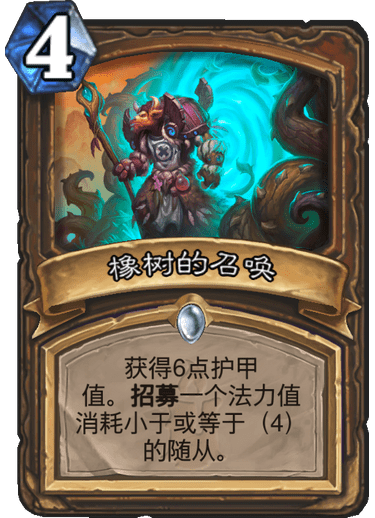 4
橡树的召唤
获得6点护甲
值。招募一个法力值
消耗小于或等于（4）
的随从。